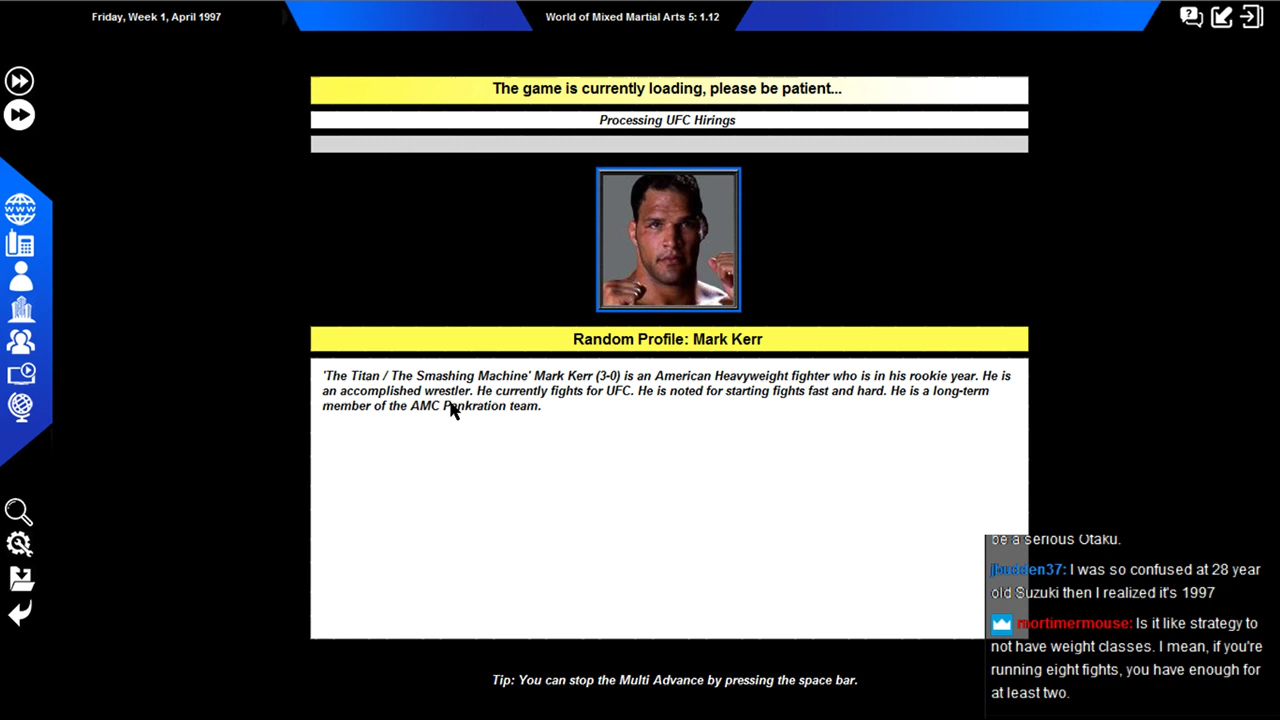 Friday, Week 1, April 1997
World of Mixed Martial Arts 5: 1.12
The game is currently loading, please be patient...
Processing UFC Hirings
Random Profile: Mark Kerr
'The Titan / The Smashing Machine' Mark Kerr (3-0) is an American Heavyweight fighter who is in his rookie year. He is
an accomplished wrestler. He currently fights for UFC. He is noted for starting fights fast and hard. He is a long-term
member of the AMC Pankration team.
be a serious Otaku.
jbudden37: I was so confused at 28 year
old Suzuki then I realized it's 1997
mortimermouse: Is it like strategy to
not have weight classes. I mean, if you're
running eight fights, you have enough for
at least two.
Tip: You can stop the Multi Advance by pressing the space bar.
WWW